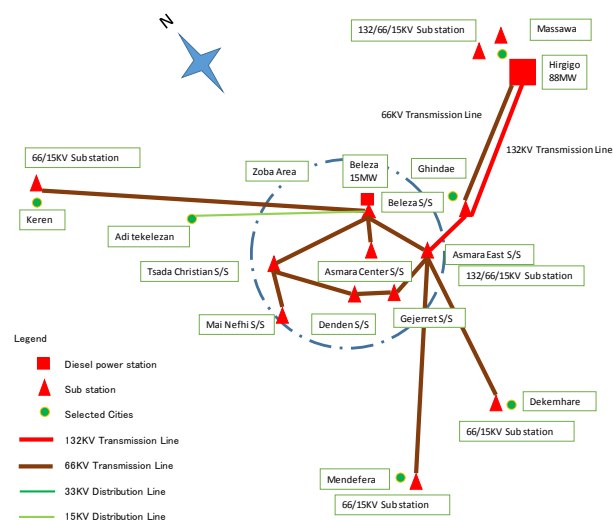 N
132/66/15KV Sub station
Massawa
Hirgigo
88MW
66KV Transmission Line
132KV Transmission Line
66/15KV Sub station
Zoba Area
Beleza
15MW
Ghindae
Beleza S/S
Keren
Adi tekelezan
Tsada Christian S/S
Asmara Center S/S
Asmara East S/S
132/66/15KV Sub station
Mai Nefhi S/S
Denden S/S
Gejerret S/S
Legend
Diesel power station
Sub station
Selected Cities
132KV Transmission Line
66KV Transmission Line
33KV Distribution Line
15KV Distribution Line
Dekemhare
66/15KV Sub station
Mendefera
66/15KV Sub station